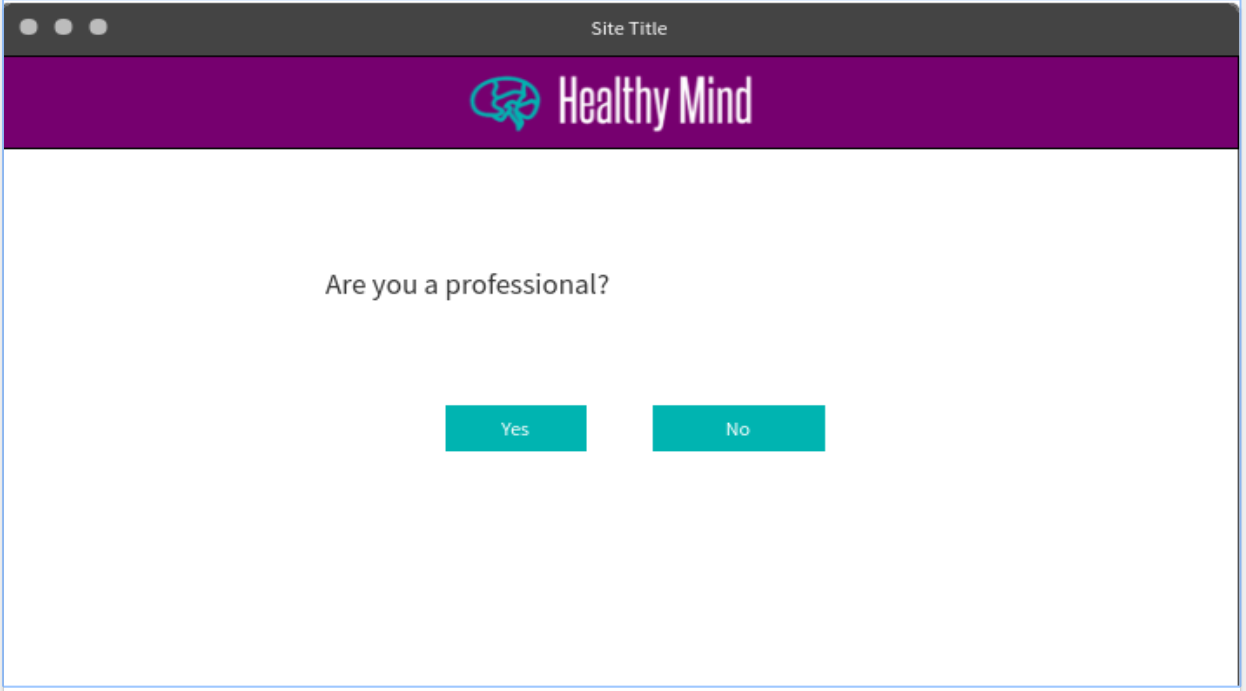 Site Title
Healthy Mind
Are you a professional?
Yes
No